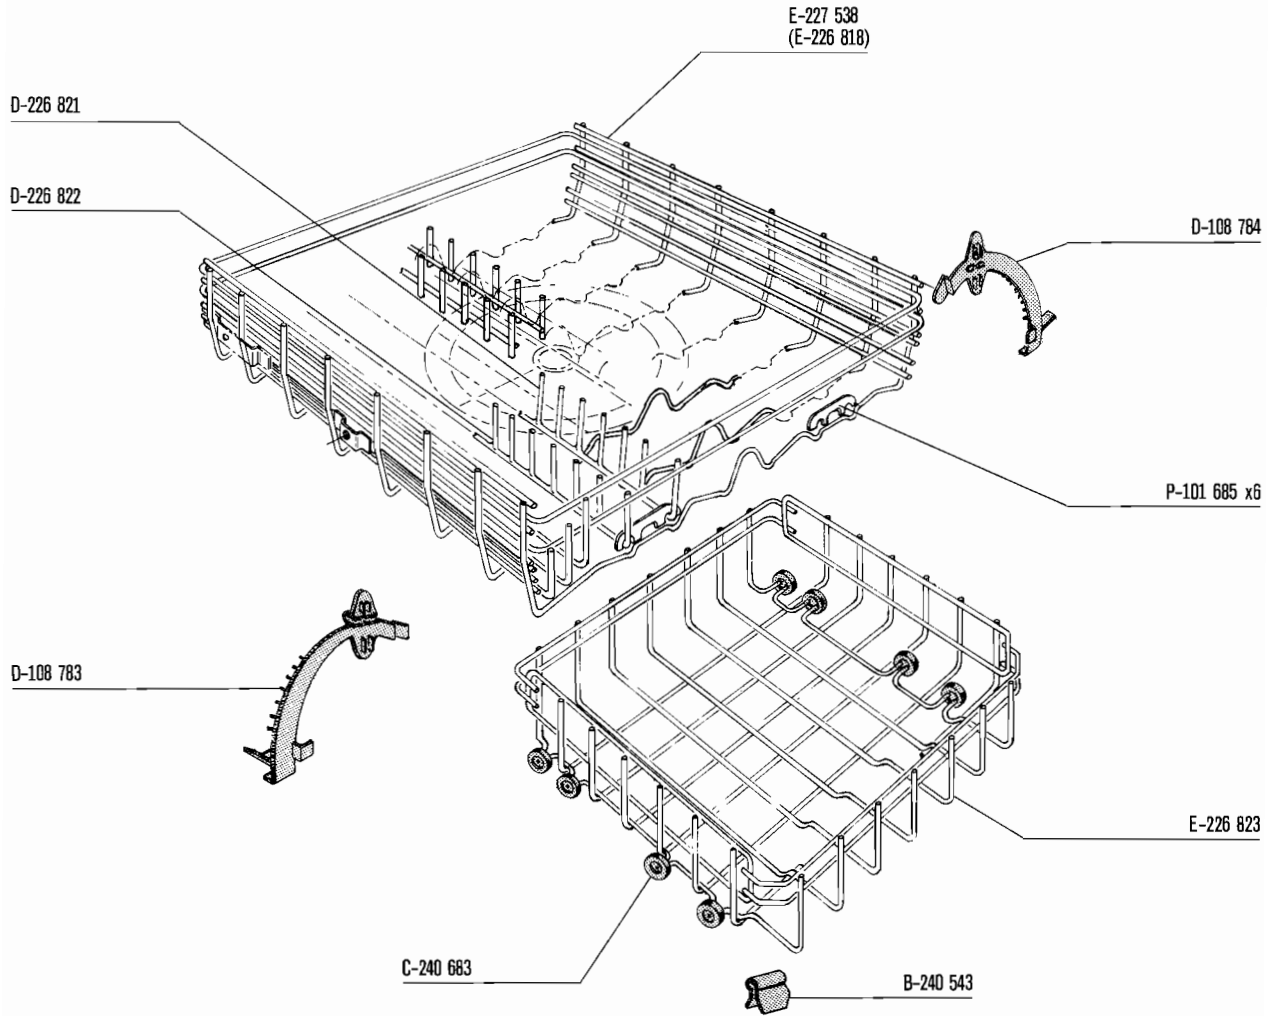 E-227 538
(E-226 818)
D-226 821
D-226 822
D-108 784
P-101 685 x6
D-108 783
E-226 823
C-240 683
B-240 543